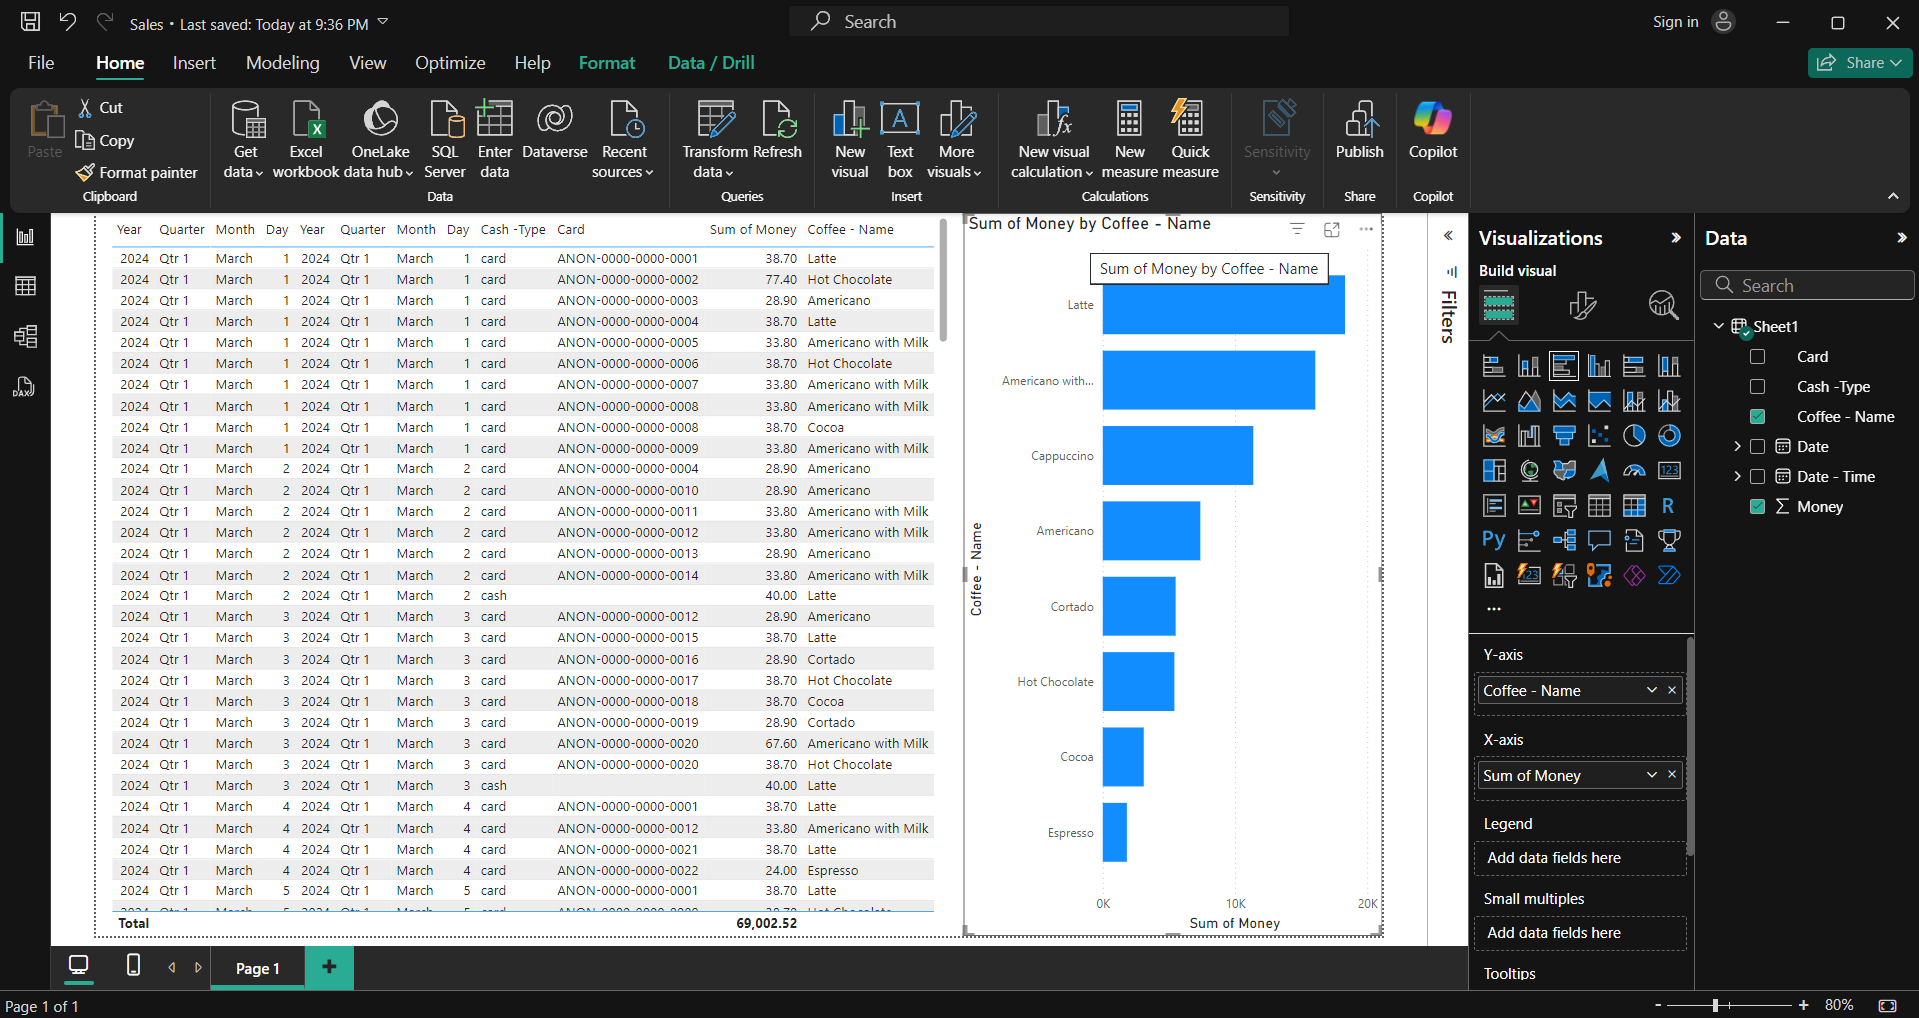 Sales • Last saved: Today at 9:36 PM
Search
Sign in
File Home Insert Modeling View Optimize Help Format Data / Drill
Share
Paste
Cut
Copy
Format painter
Clipboard
Get data
Excel workbook
OneLake data hub
SQL Server
Enter data
Dataverse
Recent sources
Data
Transform data
Refresh
Queries
New visual
Text box
More visuals
Insert
New visual calculation
New measure
Quick measure
Calculations
Sensitivity
Sensitivity
Publish
Share
Copilot
Copilot
Year Quarter Month Day Year Quarter Month Day Cash -Type Card Sum of Money Coffee - Name
2024 Qtr 1 March 1 2024 Qtr 1 March 1 card ANON-0000-0000-0001 38.70 Latte
2024 Qtr 1 March 1 2024 Qtr 1 March 1 card ANON-0000-0000-0002 77.40 Hot Chocolate
2024 Qtr 1 March 1 2024 Qtr 1 March 1 card ANON-0000-0000-0003 28.90 Americano
2024 Qtr 1 March 1 2024 Qtr 1 March 1 card ANON-0000-0000-0004 38.70 Latte
2024 Qtr 1 March 1 2024 Qtr 1 March 1 card ANON-0000-0000-0005 33.80 Americano with Milk
2024 Qtr 1 March 1 2024 Qtr 1 March 1 card ANON-0000-0000-0006 38.70 Hot Chocolate
2024 Qtr 1 March 1 2024 Qtr 1 March 1 card ANON-0000-0000-0007 33.80 Americano with Milk
2024 Qtr 1 March 1 2024 Qtr 1 March 1 card ANON-0000-0000-0008 33.80 Americano with Milk
2024 Qtr 1 March 1 2024 Qtr 1 March 1 card ANON-0000-0000-0008 38.70 Cocoa
2024 Qtr 1 March 1 2024 Qtr 1 March 1 card ANON-0000-0000-0009 33.80 Americano with Milk
2024 Qtr 1 March 2 2024 Qtr 1 March 2 card ANON-0000-0000-0004 28.90 Americano
2024 Qtr 1 March 2 2024 Qtr 1 March 2 card ANON-0000-0000-0010 28.90 Americano
2024 Qtr 1 March 2 2024 Qtr 1 March 2 card ANON-0000-0000-0011 33.80 Americano with Milk
2024 Qtr 1 March 2 2024 Qtr 1 March 2 card ANON-0000-0000-0012 33.80 Americano with Milk
2024 Qtr 1 March 2 2024 Qtr 1 March 2 card ANON-0000-0000-0013 28.90 Americano
2024 Qtr 1 March 2 2024 Qtr 1 March 2 card ANON-0000-0000-0014 33.80 Americano with Milk
2024 Qtr 1 March 2 2024 Qtr 1 March 2 cash 40.00 Latte
2024 Qtr 1 March 3 2024 Qtr 1 March 3 card ANON-0000-0000-0012 28.90 Americano
2024 Qtr 1 March 3 2024 Qtr 1 March 3 card ANON-0000-0000-0015 38.70 Latte
2024 Qtr 1 March 3 2024 Qtr 1 March 3 card ANON-0000-0000-0016 28.90 Cortado
2024 Qtr 1 March 3 2024 Qtr 1 March 3 card ANON-0000-0000-0017 38.70 Hot Chocolate
2024 Qtr 1 March 3 2024 Qtr 1 March 3 card ANON-0000-0000-0018 38.70 Cocoa
2024 Qtr 1 March 3 2024 Qtr 1 March 3 card ANON-0000-0000-0019 28.90 Cortado
2024 Qtr 1 March 3 2024 Qtr 1 March 3 card ANON-0000-0000-0020 67.60 Americano with Milk
2024 Qtr 1 March 3 2024 Qtr 1 March 3 card ANON-0000-0000-0020 38.70 Hot Chocolate
2024 Qtr 1 March 3 2024 Qtr 1 March 3 cash 40.00 Latte
2024 Qtr 1 March 4 2024 Qtr 1 March 4 card ANON-0000-0000-0001 38.70 Latte
2024 Qtr 1 March 4 2024 Qtr 1 March 4 card ANON-0000-0000-0012 33.80 Americano with Milk
2024 Qtr 1 March 4 2024 Qtr 1 March 4 card ANON-0000-0000-0021 38.70 Latte
2024 Qtr 1 March 4 2024 Qtr 1 March 4 card ANON-0000-0000-0022 24.00 Espresso
2024 Qtr 1 March 5 2024 Qtr 1 March 5 card ANON-0000-0000-0001 38.70 Latte
Total 69,002.52
Sum of Money by Coffee - Name
Sum of Money by Coffee - Name
Coffee - Name
Latte
Americano with...
Cappuccino
Americano
Cortado
Hot Chocolate
Cocoa
Espresso
0K 10K 20K
Sum of Money
Filters
Visualizations
Build visual
123
R
Py
123
Y-axis
Coffee - Name
X-axis
Sum of Money
Legend
Add data fields here
Small multiples
Add data fields here
Tooltips
Data
Search
Sheet1
Card
Cash -Type
Coffee - Name
Date
Date - Time
Money
DAX
Page 1
Page 1 of 1
80%